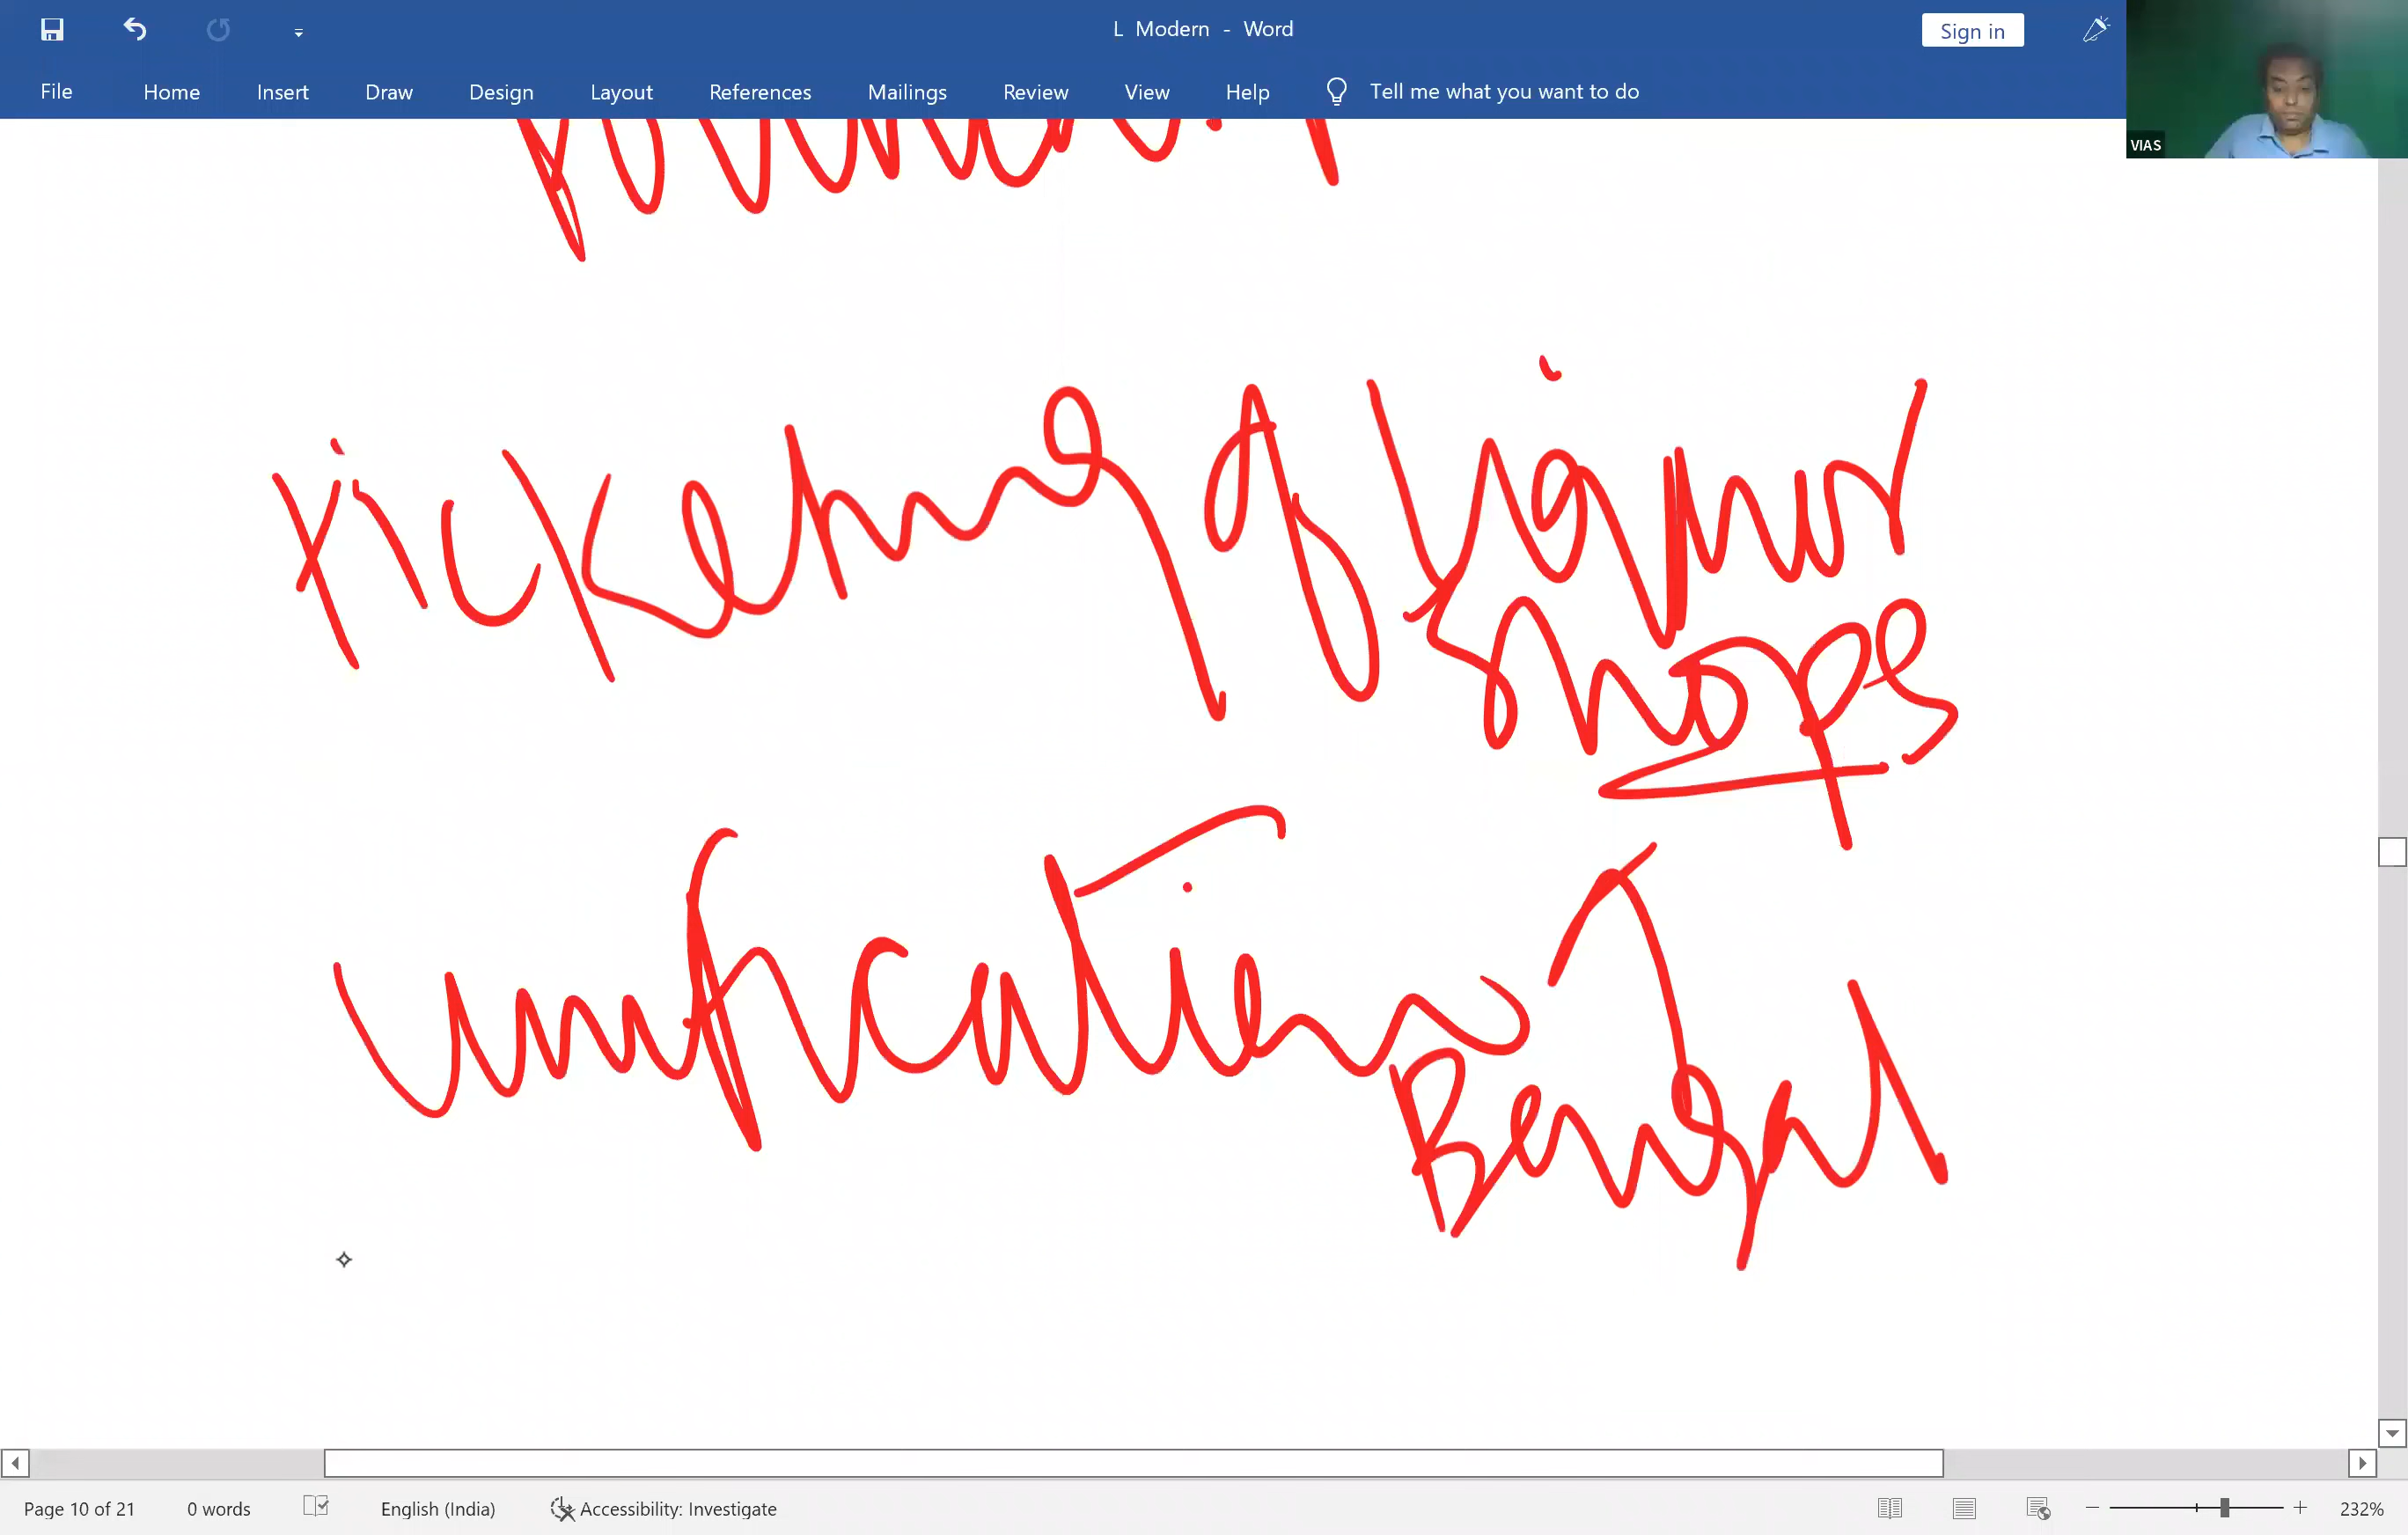 L Modern - Word
Sign in
File Home Insert Draw Design Layout References Mailings Review View Help Tell me what you want to do
VIAS
Picketing of liquor
shops
unification of
Bengal
Page 10 of 21 0 words English (India) Accessibility: Investigate 232%